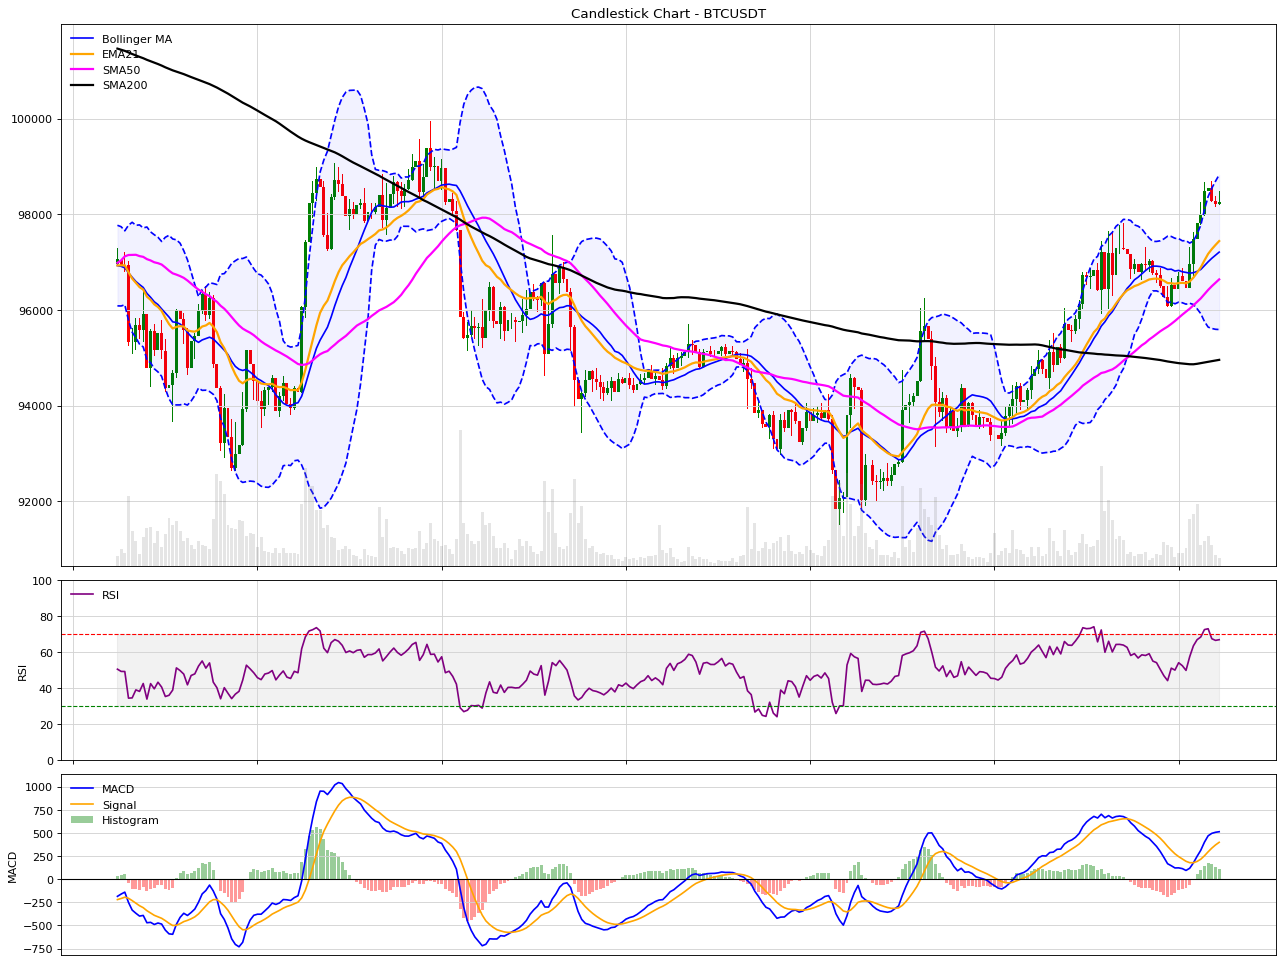 Candlestick Chart - BTCUSDT
Bollinger MA
EMA21
SMA50
SMA200
100000
98000
96000
94000
92000
RSI
100
80
60
40
20
0
RSI
MACD
Signal
Histogram
1000
750
500
250
0
−250
−500
−750
MACD